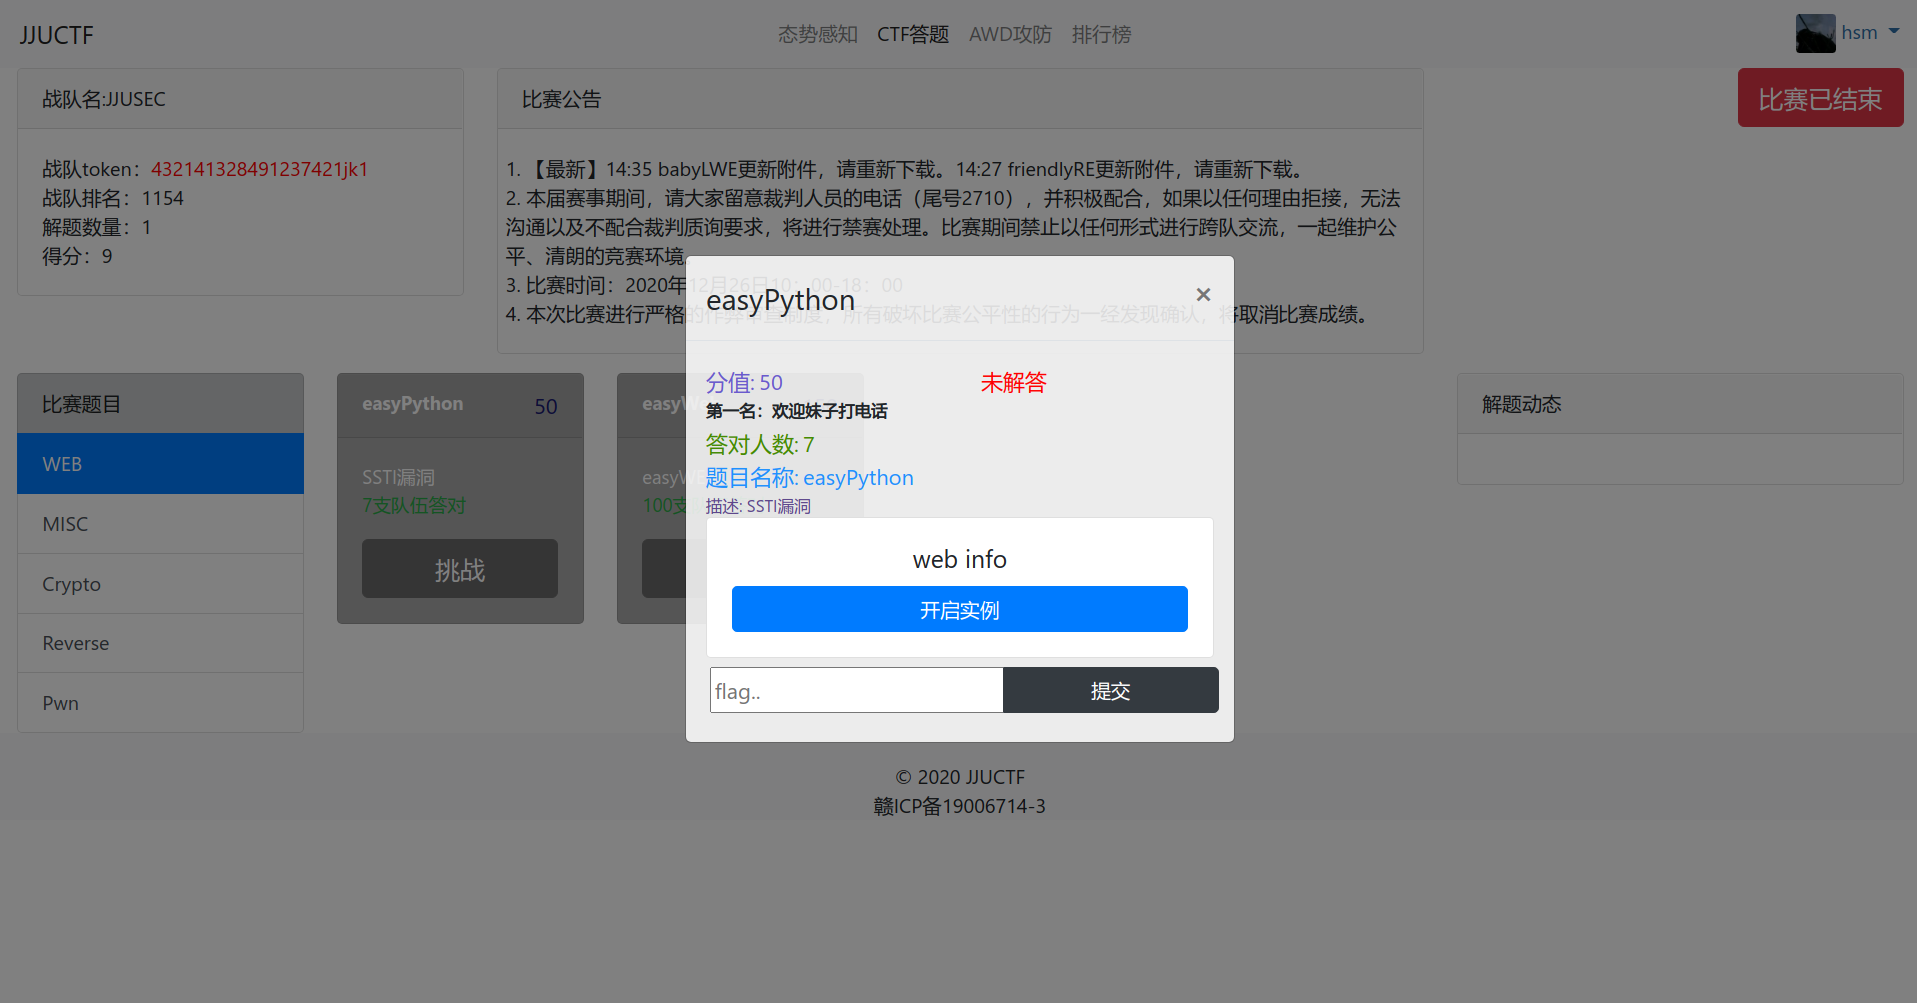 JJUCTF
态势感知 CTF答题 AWD攻防 排行榜
hsm
战队名:JJUSEC
战队token：432141328491237421jk1
战队排名：1154
解题数量：1
得分：9
比赛公告
1. 【最新】14:35 babyLWE更新附件，请重新下载。14:27 friendlyRE更新附件，请重新下载。
2. 本届赛事期间，请大家留意裁判人员的电话（尾号2710），并积极配合，如果以任何理由拒接，无法
沟通以及不配合裁判质询要求，将进行禁赛处理。比赛期间禁止以任何形式进行跨队交流，一起维护公
平、清朗的竞赛环境。
3. 比赛时间：2020年12月26日10：00-18：00
4. 本次比赛进行严格的作弊审查制度，所有破坏比赛公平性的行为一经发现确认，将取消比赛成绩。
比赛已结束
比赛题目
WEB
MISC
Crypto
Reverse
Pwn
easyPython 50
SSTI漏洞
7支队伍答对
挑战
easyW
easyWE
100支
easyPython
×
分值: 50 未解答
第一名：欢迎妹子打电话
答对人数: 7
题目名称: easyPython
描述: SSTI漏洞
web info
开启实例
flag..
提交
解题动态
© 2020 JJUCTF
赣ICP备19006714-3